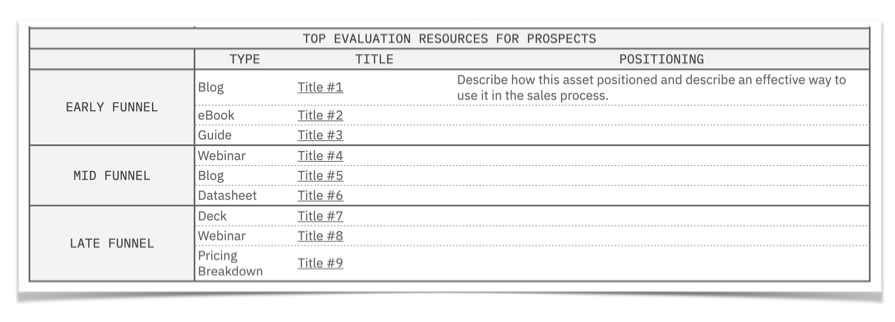 TOP EVALUATION RESOURCES FOR PROSPECTS
TYPE TITLE POSITIONING
EARLY FUNNEL
Blog Title #1 Describe how this asset positioned and describe an effective way to
use it in the sales process.
eBook Title #2
Guide Title #3
MID FUNNEL
Webinar Title #4
Blog Title #5
Datasheet Title #6
LATE FUNNEL
Deck Title #7
Webinar Title #8
Pricing
Breakdown Title #9